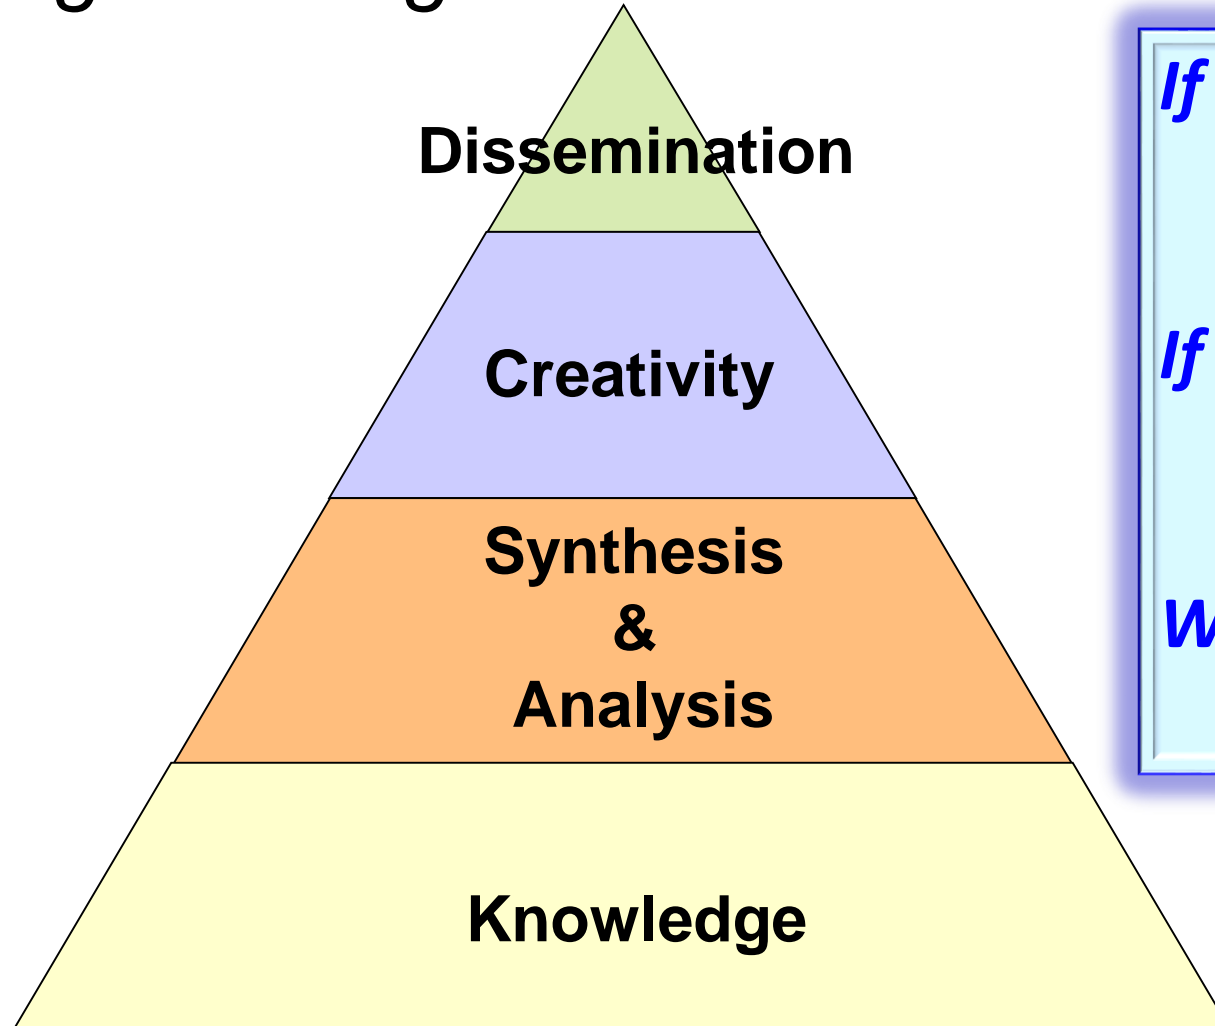 Dissemination
If
Creativity
If
Synthesis
&
Analysis
W
Knowledge